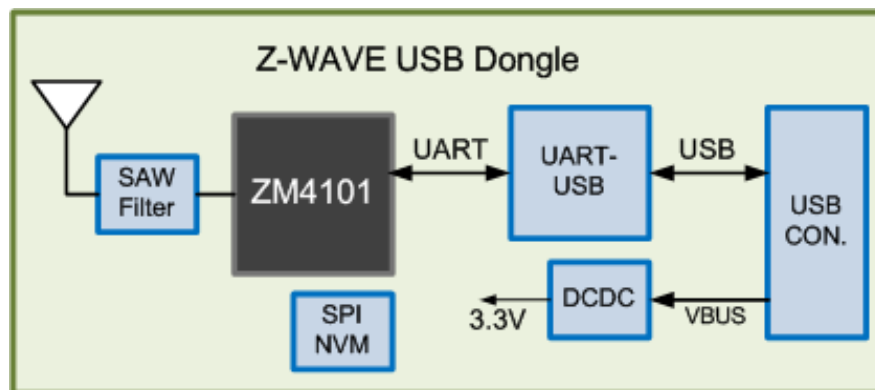 Z-WAVE USB Dongle
SAW
Filter
ZM4101
UART
UART-
USB
USB
USB
CON.
SPI
NVM
3.3V
DCDC
VBUS